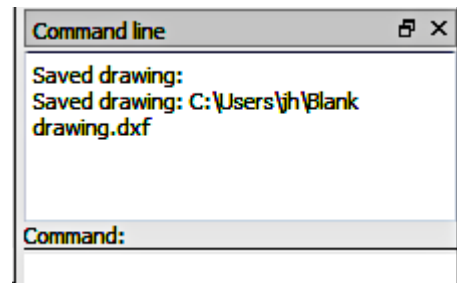 Command line
Saved drawing:
Saved drawing: C:\Users\jh\Blank
drawing.dxf
Command: